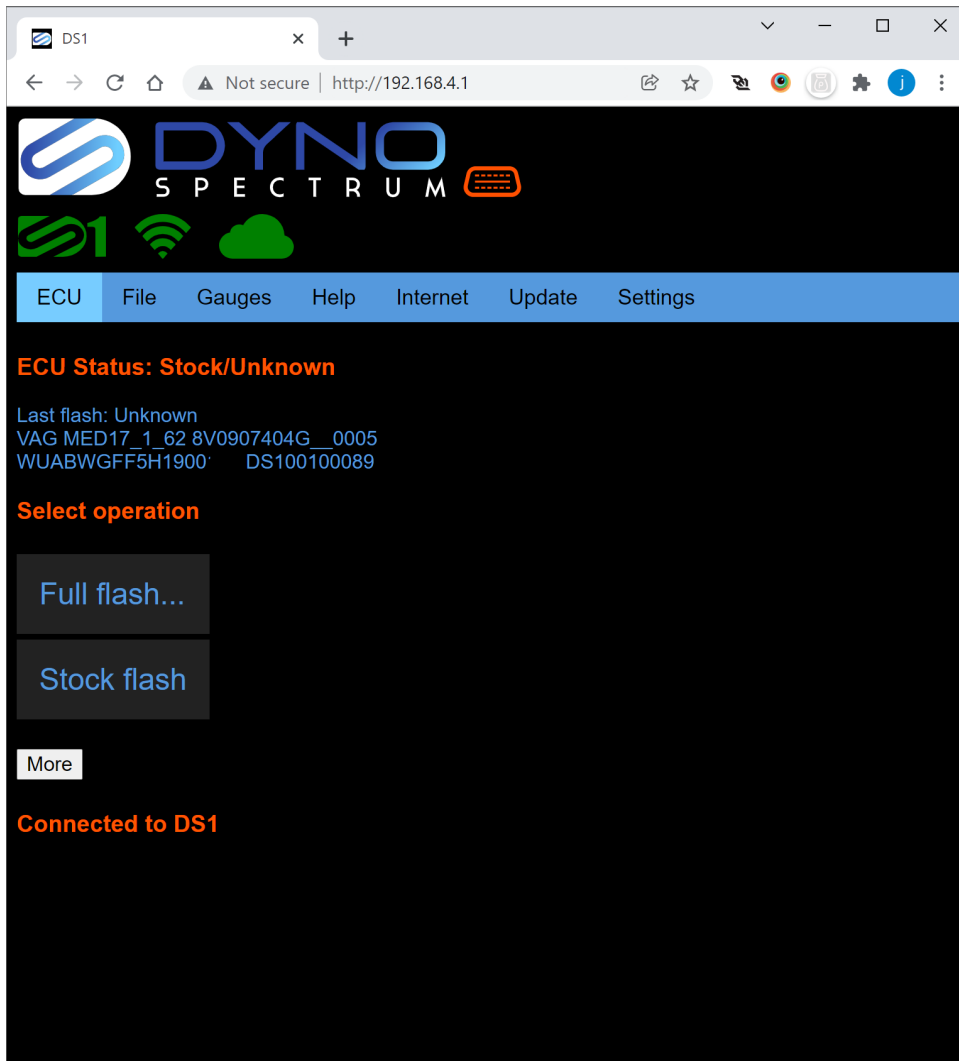 DS1
Not secure | http://192.168.4.1
j
DYNO
SPECTRUM
S1
ECU File Gauges Help Internet Update Settings
ECU Status: Stock/Unknown
Last flash: Unknown
VAG MED17_1_62 8V0907404G__0005
WUABWGFF5H1900 DS100100089
Select operation
Full flash...
Stock flash
More
Connected to DS1